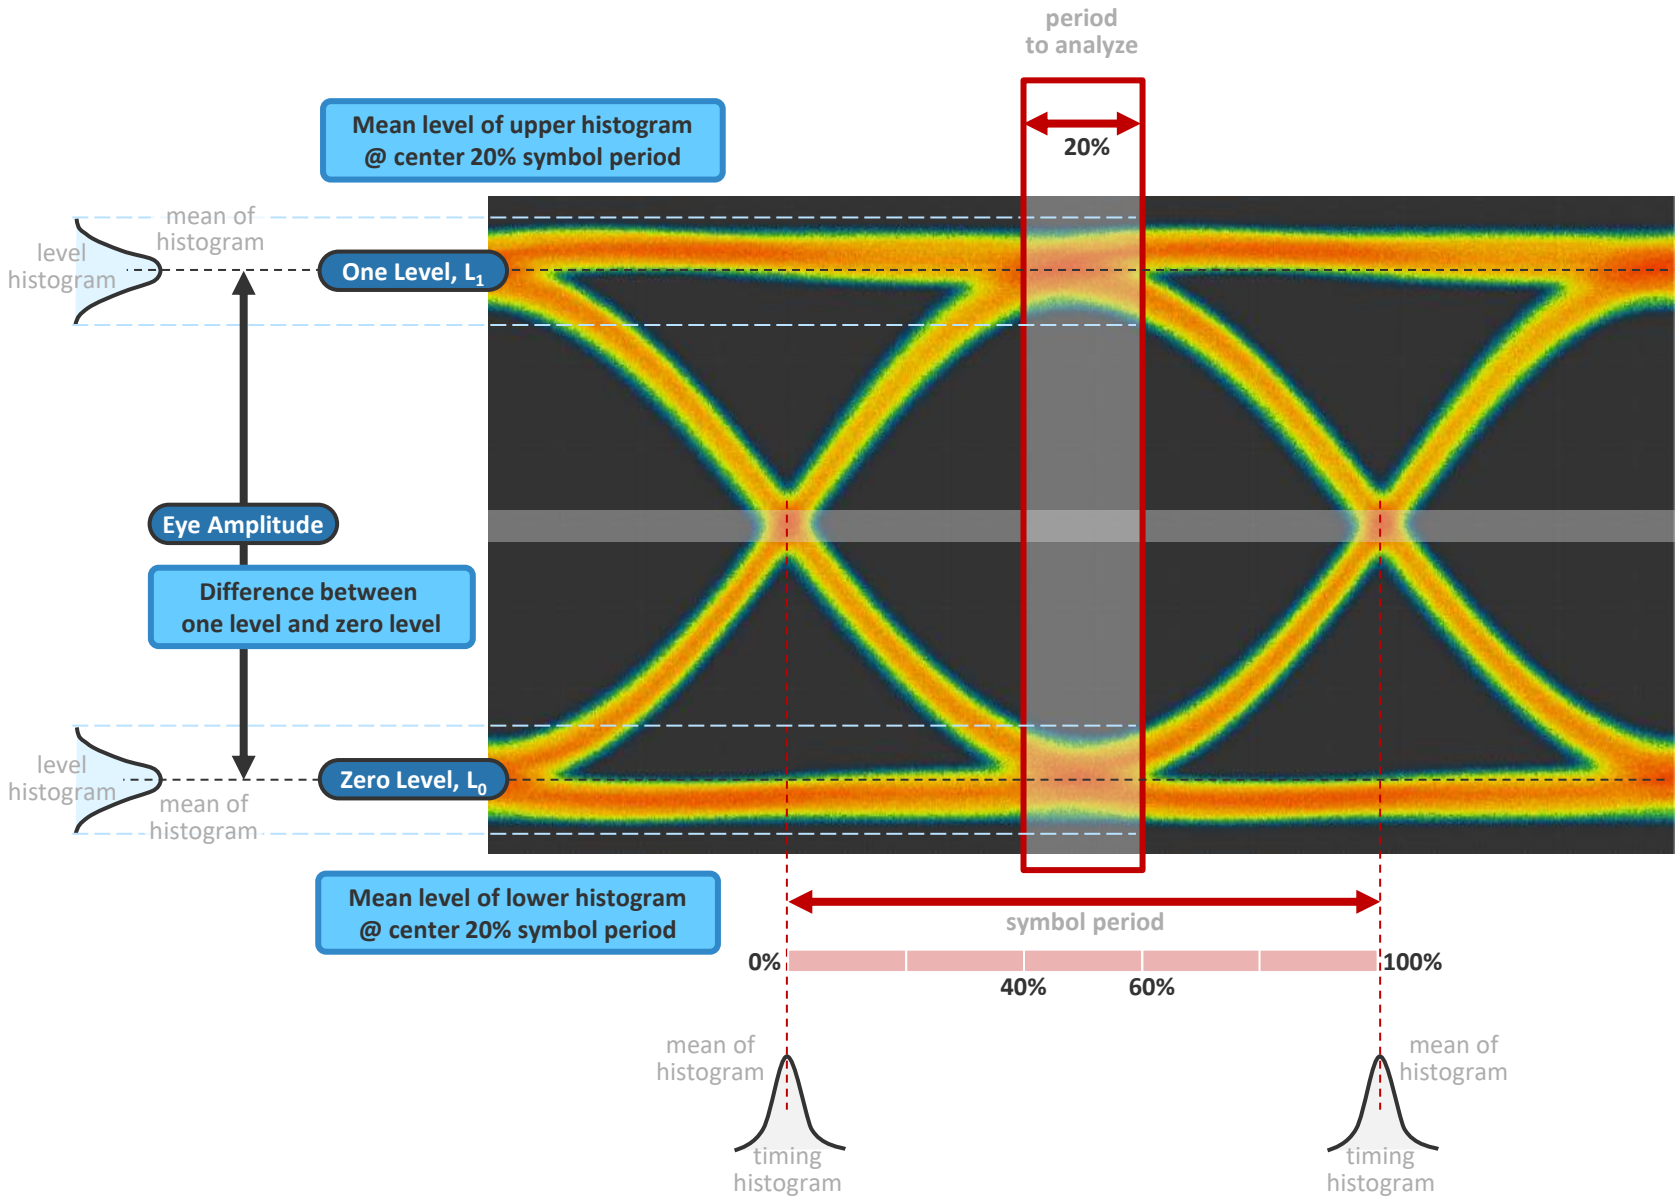 period
to analyze
20%
Mean level of upper histogram
@ center 20% symbol period
mean of
histogram
level
histogram
One Level, L1
Eye Amplitude
Difference between
one level and zero level
level
histogram
Zero Level, L0
mean of
histogram
Mean level of lower histogram
@ center 20% symbol period
symbol period
0%
100%
40%
60%
mean of
histogram
mean of
histogram
timing
histogram
timing
histogram